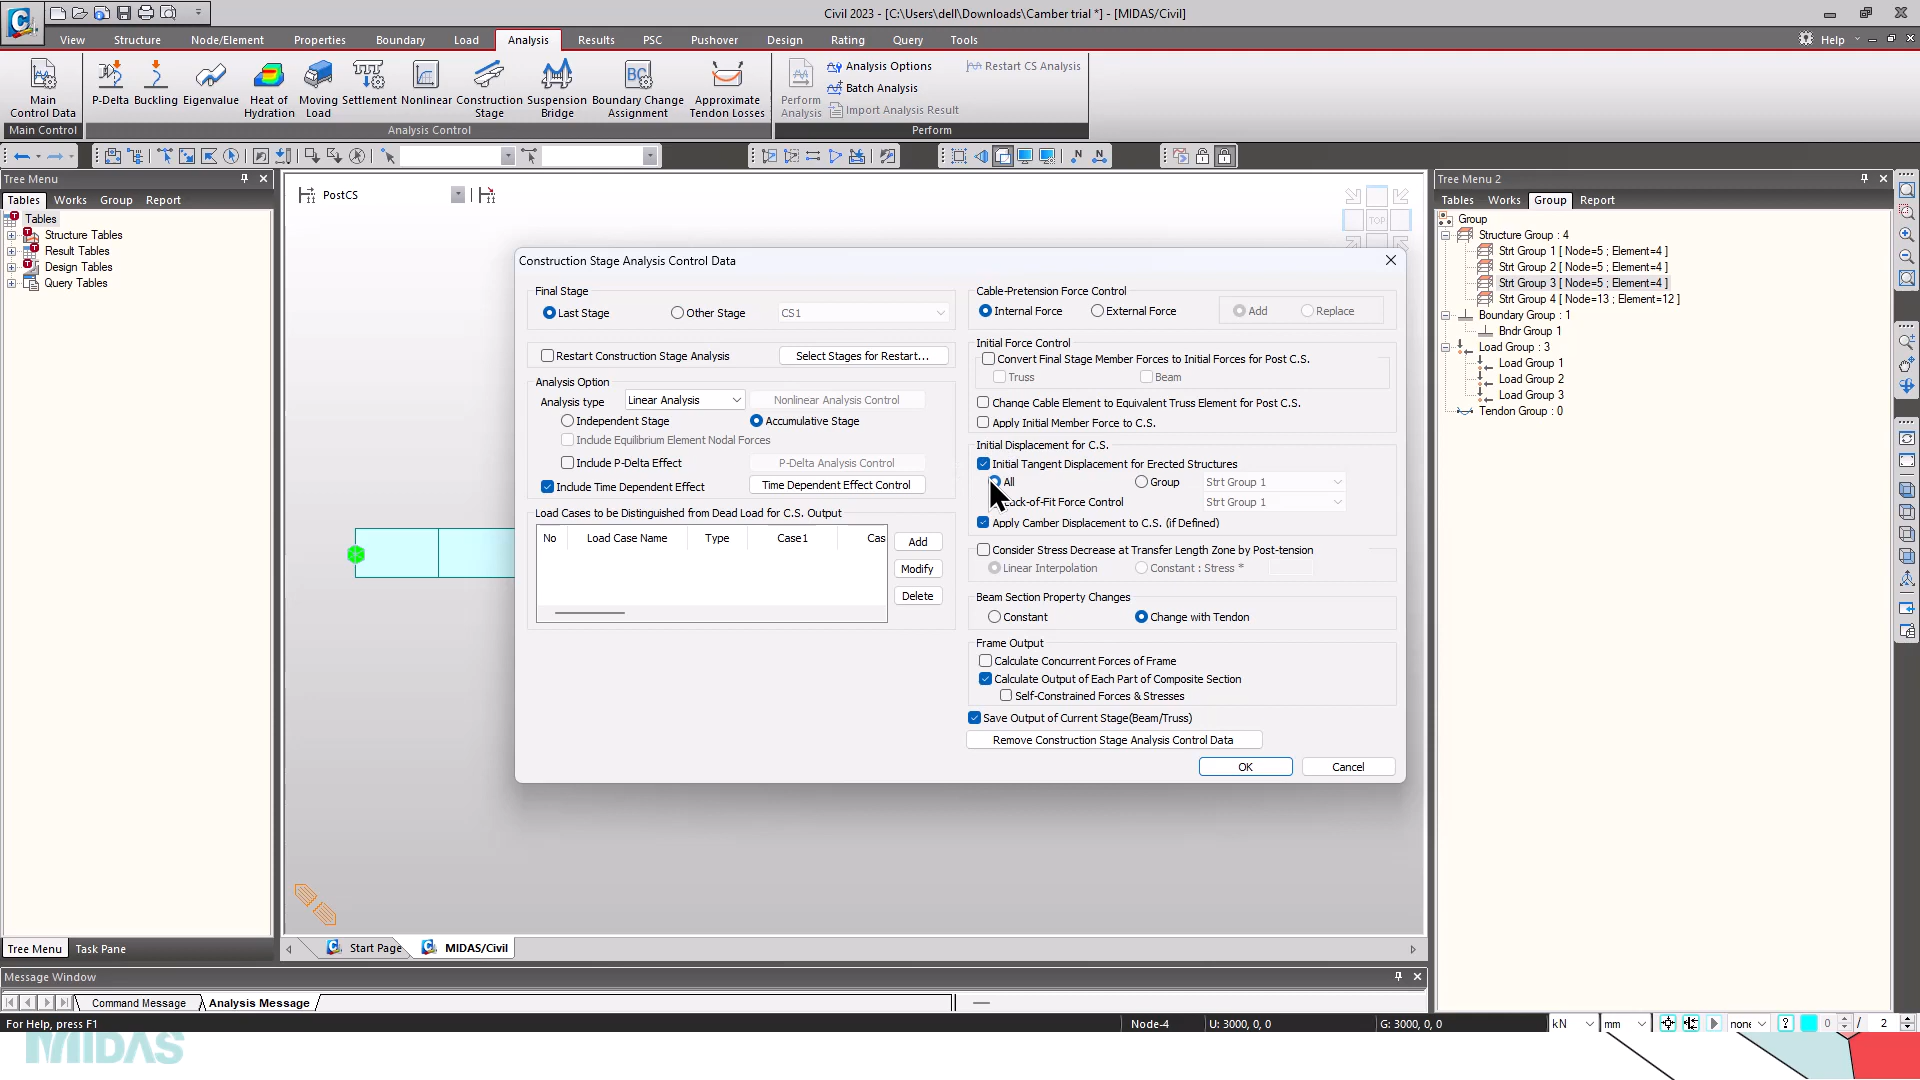 Civil 2023 - [C:\Users\dell\Downloads\Camber trial *] - [MIDAS/Civil]
View Structure Node/Element Properties Boundary Load Analysis Results PSC Pushover Design Rating Query Tools Help
Main Control Data
P-Delta Buckling Eigenvalue Heat of Hydration Moving Load Settlement Nonlinear Construction Stage Suspension Bridge Boundary Change Assignment Approximate Tendon Losses
Perform Analysis
Analysis Options
Batch Analysis
Import Analysis Result
Restart CS Analysis
Main Control Analysis Control Perform
Tree Menu
Tables Works Group Report
Tables
Structure Tables
Result Tables
Design Tables
Query Tables
PostCS
TOP
Construction Stage Analysis Control Data
Final Stage
Last Stage Other Stage CS1
Restart Construction Stage Analysis Select Stages for Restart...
Analysis Option
Analysis type Linear Analysis Nonlinear Analysis Control
Independent Stage Accumulative Stage
Include Equilibrium Element Nodal Forces
Include P-Delta Effect P-Delta Analysis Control
Include Time Dependent Effect Time Dependent Effect Control
Load Cases to be Distinguished from Dead Load for C.S. Output
No Load Case Name Type Case1 Cas
Add
Modify
Delete
Cable-Pretension Force Control
Internal Force External Force Add Replace
Initial Force Control
Convert Final Stage Member Forces to Initial Forces for Post C.S.
Truss Beam
Change Cable Element to Equivalent Truss Element for Post C.S.
Apply Initial Member Force to C.S.
Initial Displacement for C.S.
Initial Tangent Displacement for Erected Structures
All Group Strt Group 1
Lack-of-Fit Force Control Strt Group 1
Apply Camber Displacement to C.S. (if Defined)
Consider Stress Decrease at Transfer Length Zone by Post-tension
Linear Interpolation Constant : Stress *
Beam Section Property Changes
Constant Change with Tendon
Frame Output
Calculate Concurrent Forces of Frame
Calculate Output of Each Part of Composite Section
Self-Constrained Forces & Stresses
Save Output of Current Stage(Beam/Truss)
Remove Construction Stage Analysis Control Data
OK Cancel
Tree Menu 2
Tables Works Group Report
Group
Structure Group : 4
Strt Group 1 [ Node=5 ; Element=4 ]
Strt Group 2 [ Node=5 ; Element=4 ]
Strt Group 3 [ Node=5 ; Element=4 ]
Strt Group 4 [ Node=13 ; Element=12 ]
Boundary Group : 1
Bndr Group 1
Load Group : 3
Load Group 1
Load Group 2
Load Group 3
Tendon Group : 0
Tree Menu Task Pane
Start Page MIDAS/Civil
Message Window
Command Message Analysis Message
For Help, press F1 Node-4 U: 3000, 0, 0 G: 3000, 0, 0 kN mm none ? 0 / 2
MIDAS